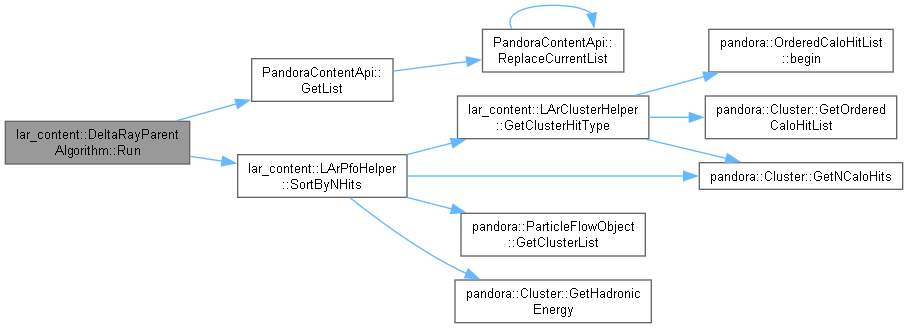 lar_content::DeltaRayParent
Algorithm::Run
PandoraContentApi::
GetList
lar_content::LArPfoHelper
::SortByNHits
PandoraContentApi::
ReplaceCurrentList
lar_content::LArClusterHelper
::GetClusterHitType
pandora::ParticleFlowObject
::GetClusterList
pandora::Cluster::GetHadronic
Energy
pandora::OrderedCaloHitList
::begin
pandora::Cluster::GetOrdered
CaloHitList
pandora::Cluster::GetNCaloHits